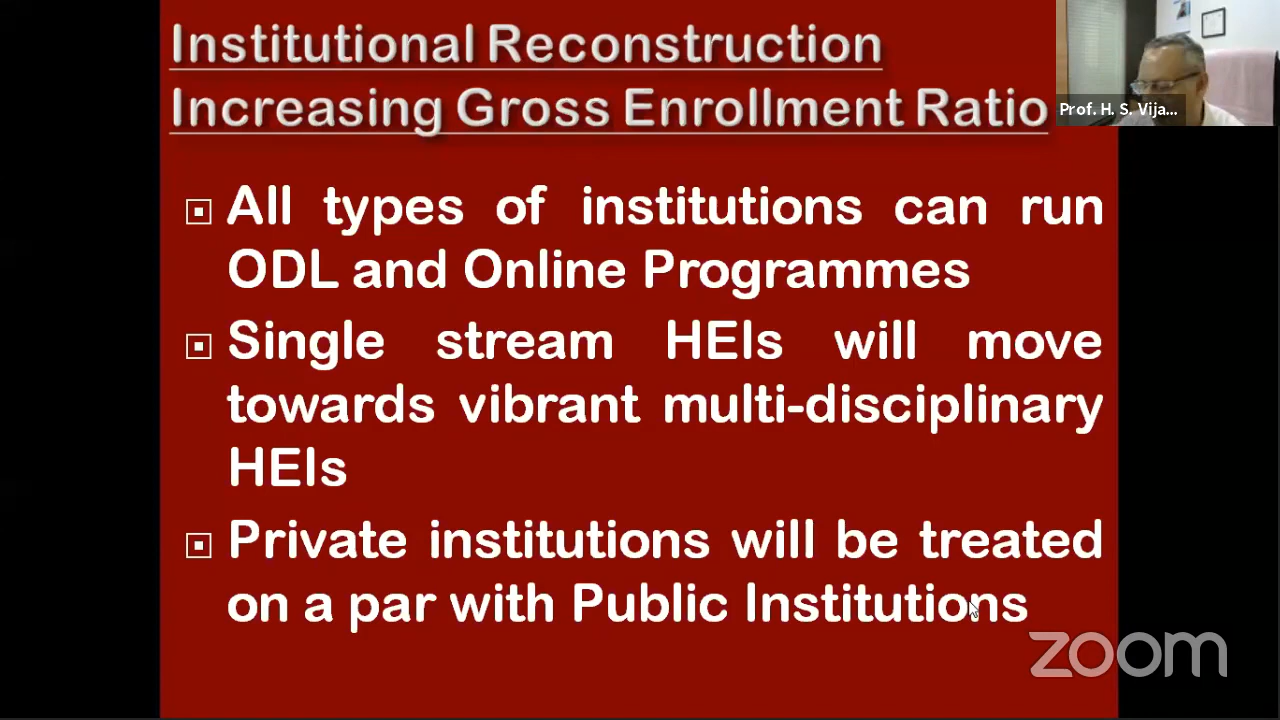 Institutional Reconstruction
Increasing Gross Enrollment Ratio
Prof. H. S. Vija...
All types of institutions can run
ODL and Online Programmes
Single stream HEIs will move
towards vibrant multi-disciplinary
HEIs
Private institutions will be treated
on a par with Public Institutions
zoom